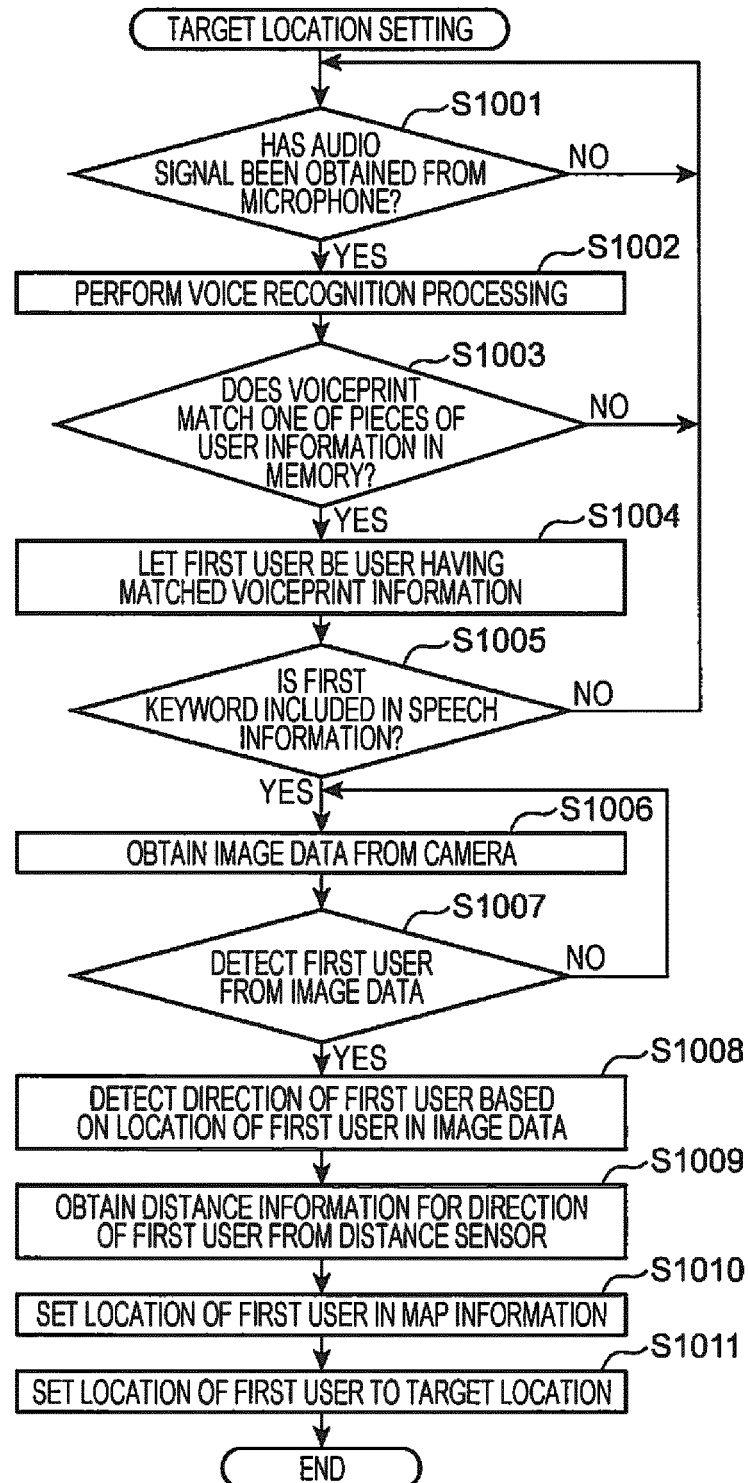 TARGET LOCATION SETTING
S1001
HAS AUDIO
SIGNAL BEEN OBTAINED FROM
MICROPHONE?
NO
YES
S1002
PERFORM VOICE RECOGNITION PROCESSING
S1003
DOES VOICEPRINT
MATCH ONE OF PIECES OF
USER INFORMATION IN
MEMORY?
NO
YES
S1004
LET FIRST USER BE USER HAVING
MATCHED VOICEPRINT INFORMATION
S1005
IS FIRST
KEYWORD INCLUDED IN SPEECH
INFORMATION?
NO
YES
S1006
OBTAIN IMAGE DATA FROM CAMERA
S1007
DETECT FIRST USER
FROM IMAGE DATA
NO
YES
S1008
DETECT DIRECTION OF FIRST USER BASED
ON LOCATION OF FIRST USER IN IMAGE DATA
S1009
OBTAIN DISTANCE INFORMATION FOR DIRECTION
OF FIRST USER FROM DISTANCE SENSOR
S1010
SET LOCATION OF FIRST USER IN MAP INFORMATION
S1011
SET LOCATION OF FIRST USER TO TARGET LOCATION
END